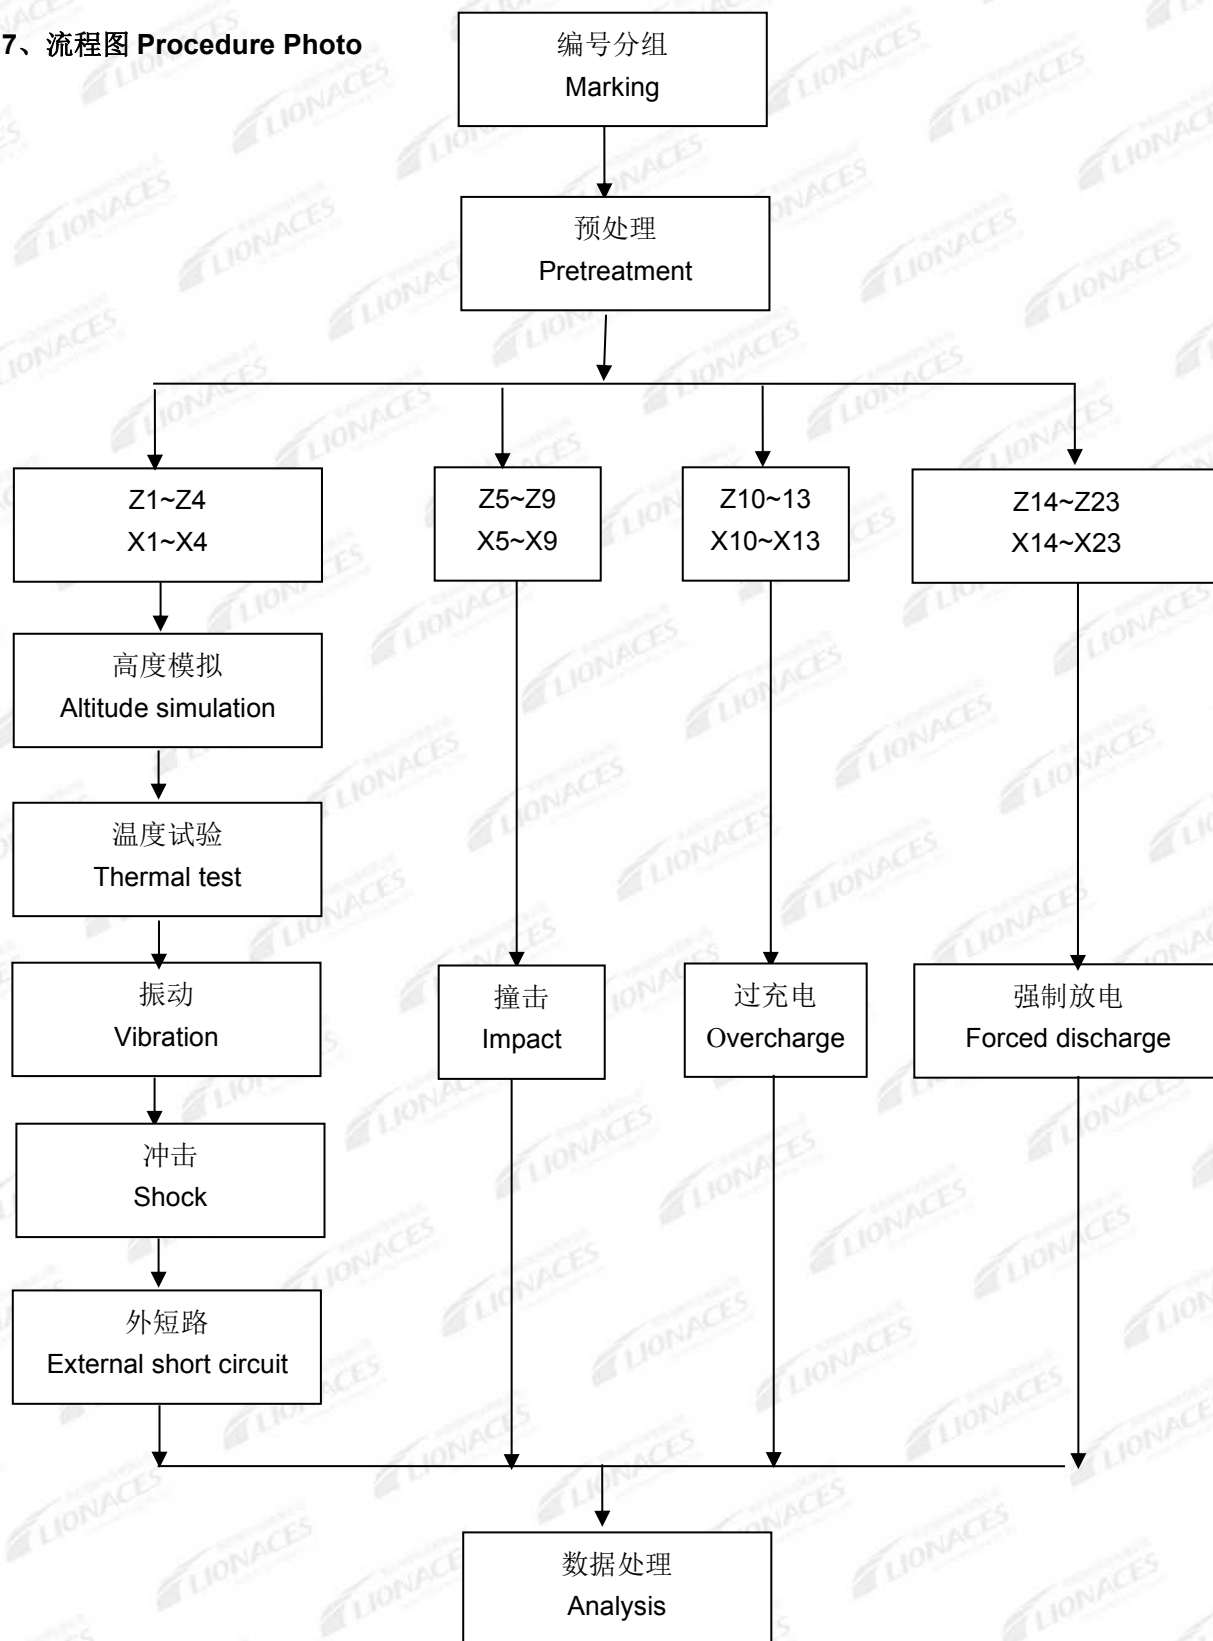 7、流程图 Procedure Photo
编号分组
Marking
预处理
Pretreatment
Z1~Z4
X1~X4
Z5~Z9
X5~X9
Z10~13
X10~X13
Z14~Z23
X14~X23
高度模拟
Altitude simulation
温度试验
Thermal test
振动
Vibration
撞击
Impact
过充电
Overcharge
强制放电
Forced discharge
冲击
Shock
外短路
External short circuit
数据处理
Analysis
LIONACES